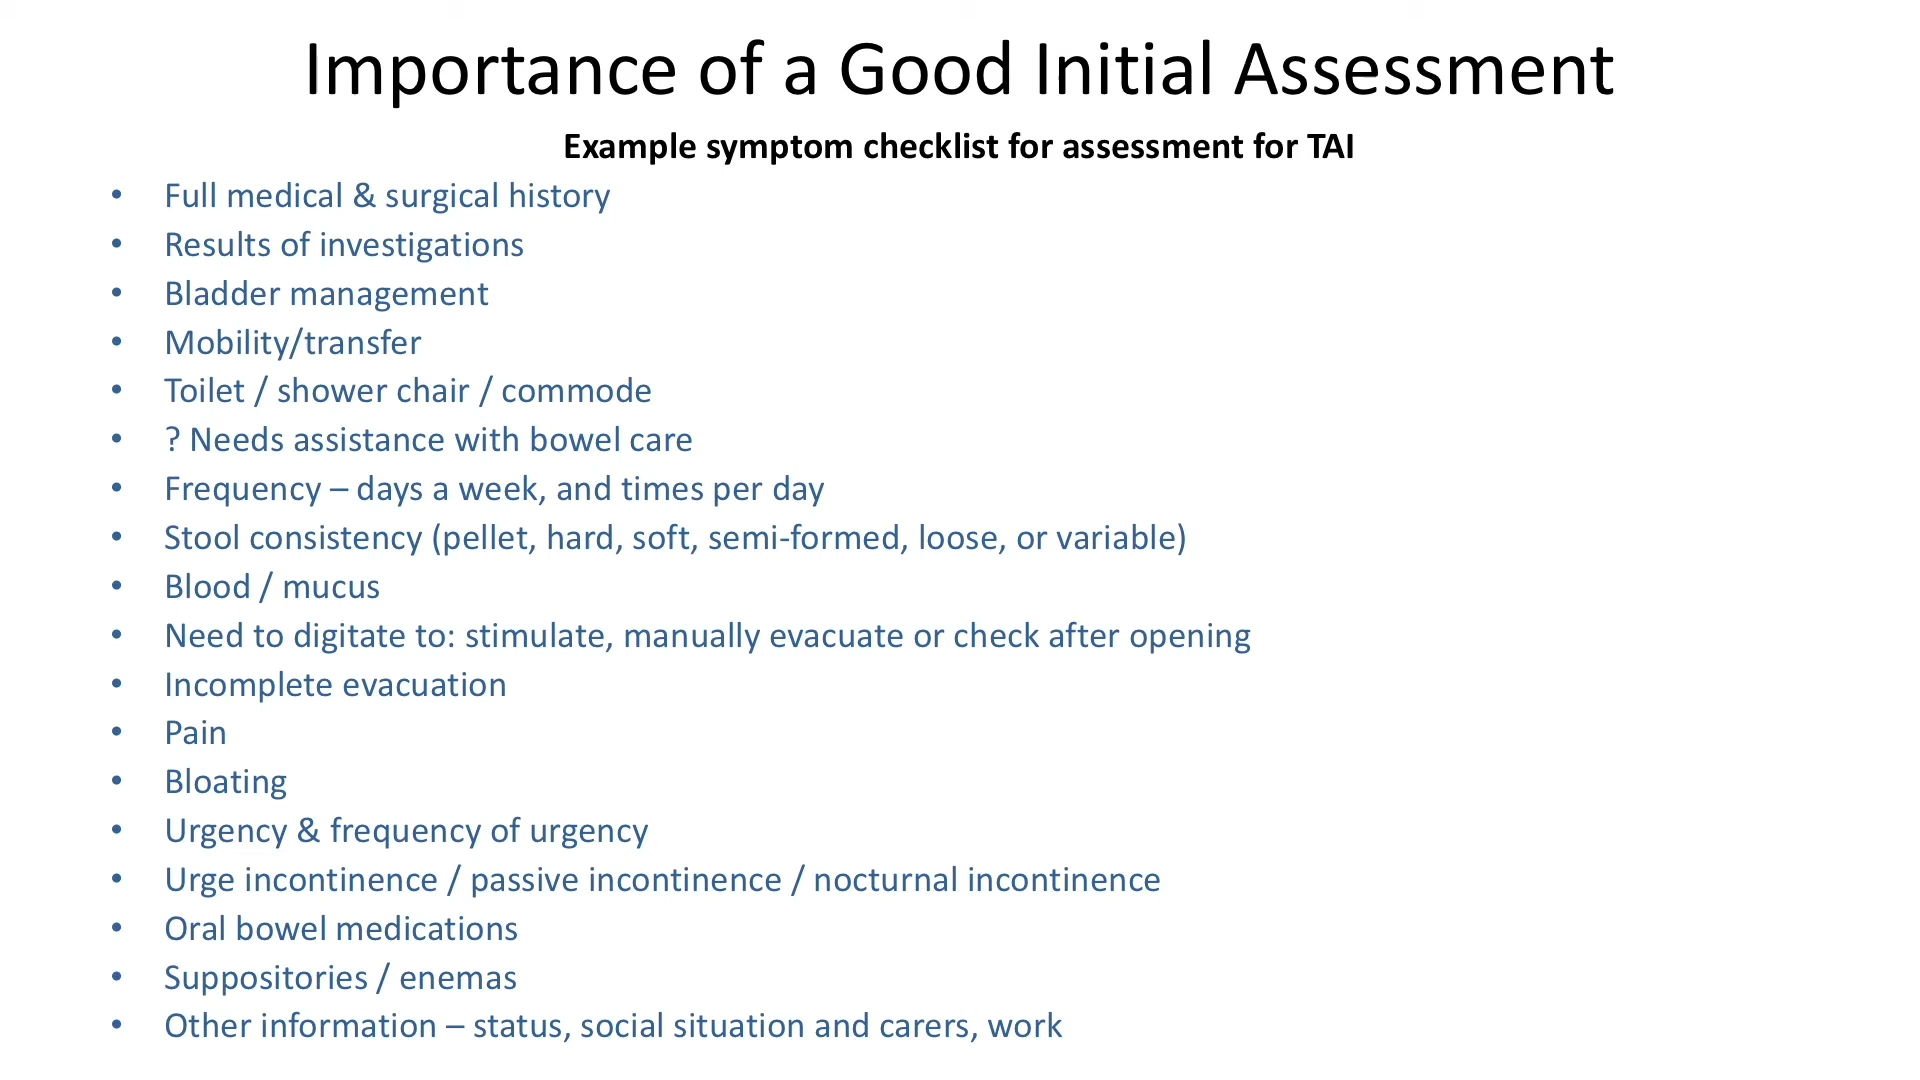 Importance of a Good Initial Assessment
Example symptom checklist for assessment for TAI
• Full medical & surgical history
• Results of investigations
• Bladder management
• Mobility/transfer
• Toilet / shower chair / commode
• ? Needs assistance with bowel care
• Frequency – days a week, and times per day
• Stool consistency (pellet, hard, soft, semi-formed, loose, or variable)
• Blood / mucus
• Need to digitate to: stimulate, manually evacuate or check after opening
• Incomplete evacuation
• Pain
• Bloating
• Urgency & frequency of urgency
• Urge incontinence / passive incontinence / nocturnal incontinence
• Oral bowel medications
• Suppositories / enemas
• Other information – status, social situation and carers, work